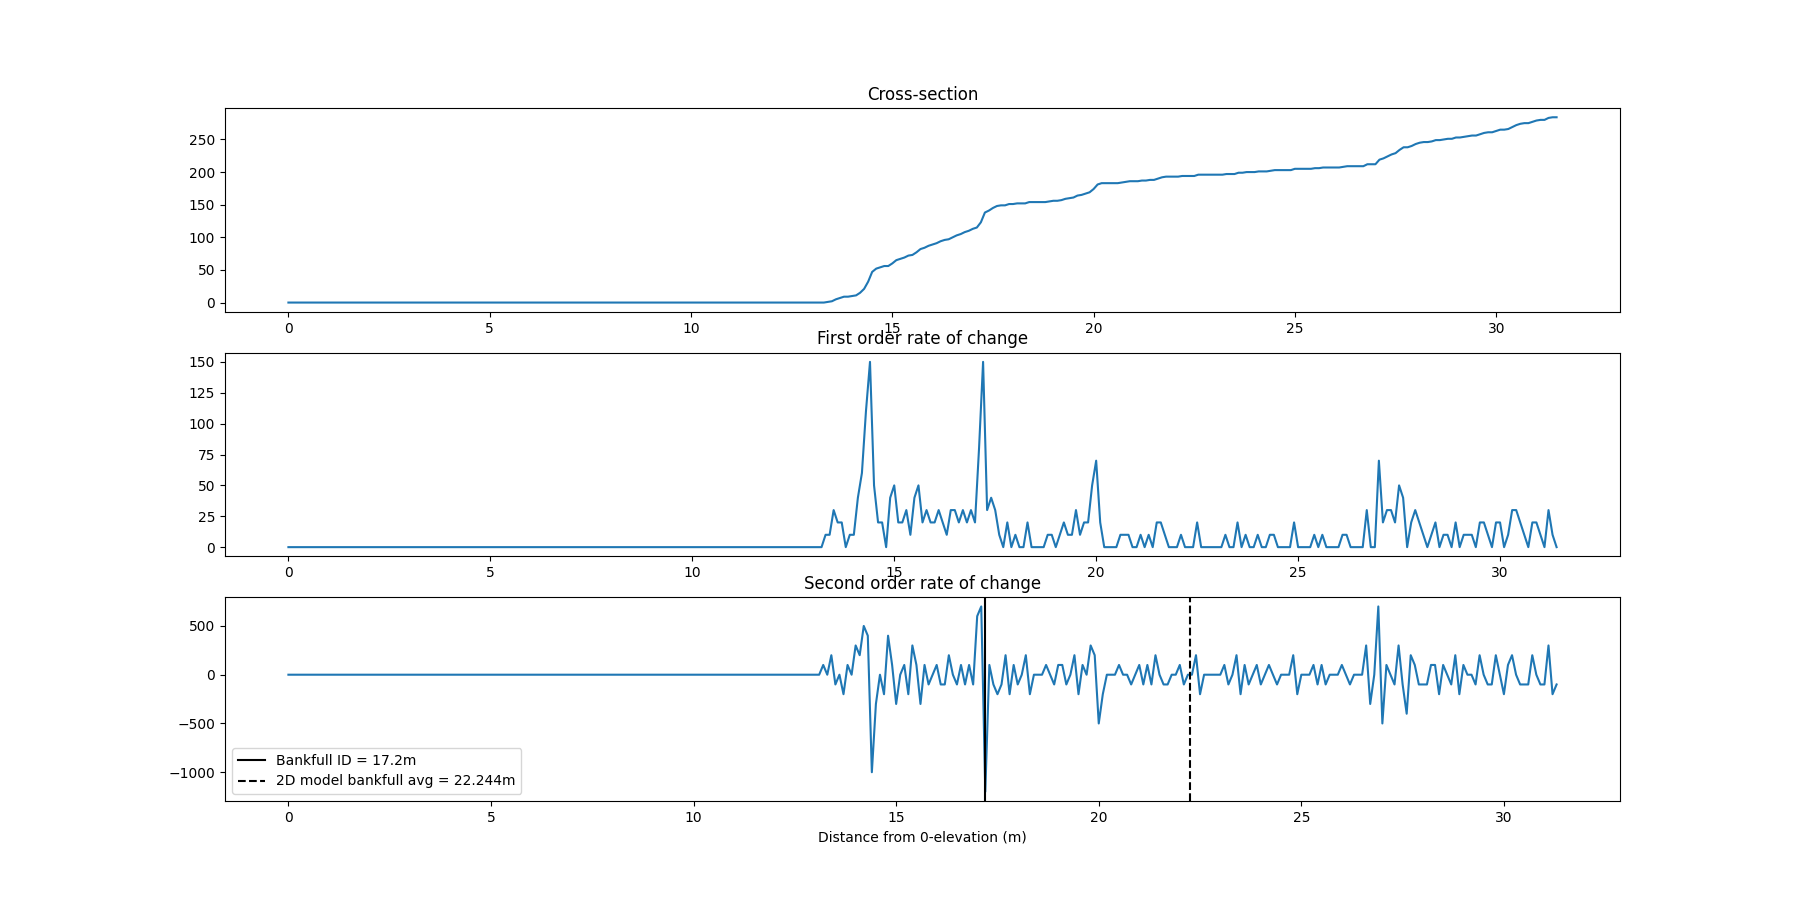 Cross-section
250
200
150
100
50
0
0 5 10 15 20 25 30
First order rate of change
150
125
100
75
50
25
0
0 5 10 15 20 25 30
Second order rate of change
500
0
−500
−1000
Bankfull ID = 17.2m
2D model bankfull avg = 22.244m
0 5 10 15 20 25 30
Distance from 0-elevation (m)